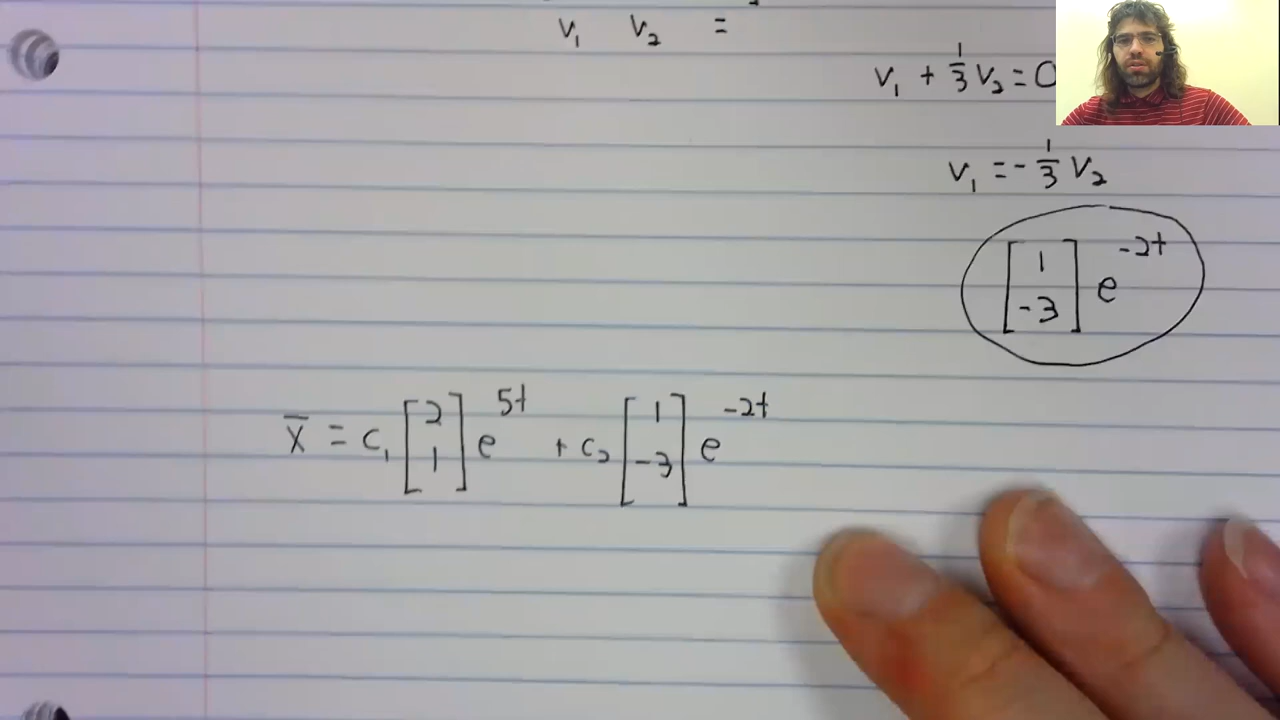 v₁ v₂ =
v₁ + 1/3 v₂ = 0
v₁ = -1/3 v₂
[1 -3] e^(-2t)
x̄ = c₁ [2 1] e^(5t) + c₂ [1 -3] e^(-2t)